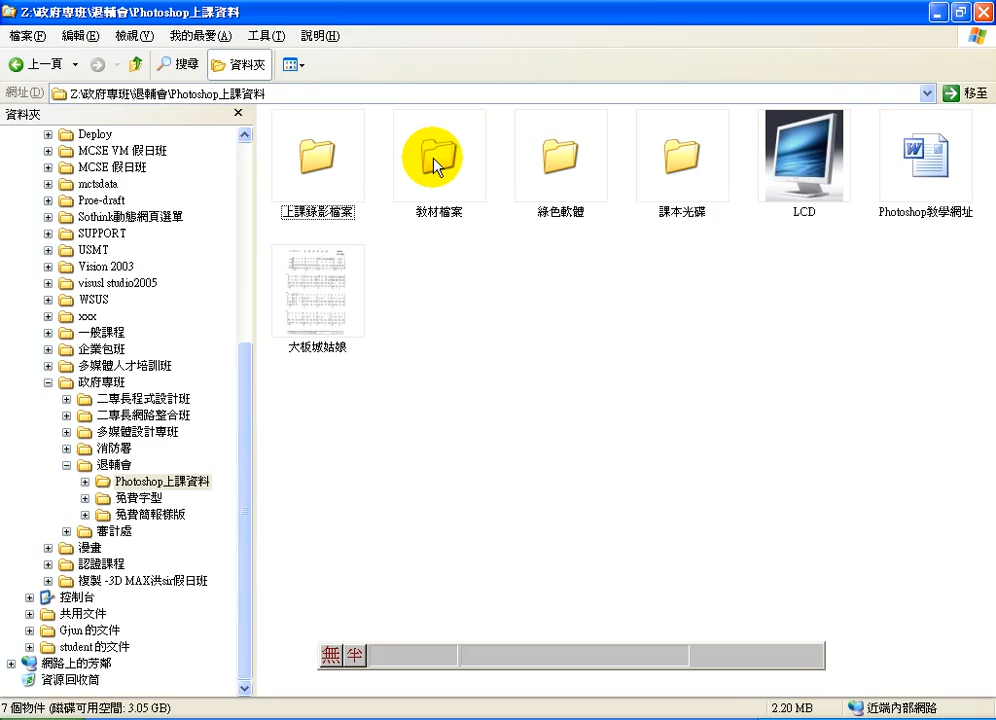 Z:\政府專班\退輔會\Photoshop上課資料
檔案(F) 編輯(E) 檢視(V) 我的最愛(A) 工具(T) 說明(H)
上一頁 搜尋 資料夾
網址(D) Z:\政府專班\退輔會\Photoshop上課資料 移至
資料夾
Deploy
MCSE VM 假日班
MCSE 假日班
mctsdata
Proe-draft
Sothink動態網頁選單
SUPPORT
USMT
Vision 2003
visusl studio2005
WSUS
xxx
一般課程
企業包班
多媒體人才培訓班
政府專班
二專長程式設計班
二專長網路整合班
多媒體設計專班
消防署
退輔會
Photoshop上課資料
免費字型
免費簡報樣版
審計處
漫畫
認證課程
複製 -3D MAX洪sir假日班
控制台
共用文件
Gjun 的文件
student 的文件
網路上的芳鄰
資源回收筒
上課錄影檔案 教材檔案 綠色軟體 課本光碟 LCD Photoshop教學網址
大板城姑娘
無 半
7 個物件 (磁碟可用空間: 3.05 GB) 2.20 MB 近端內部網路